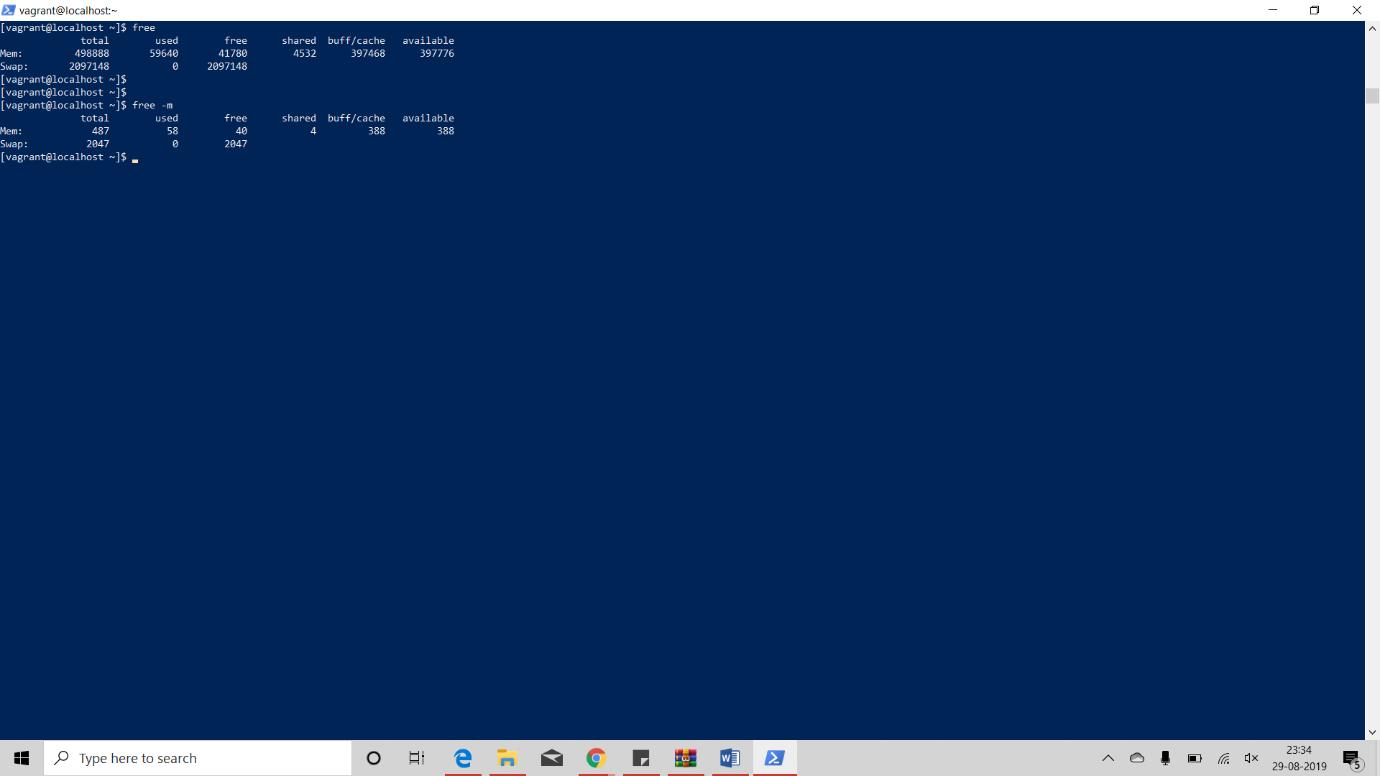 vagrant@localhost:~
[vagrant@localhost ~]$ free
              total        used        free      shared  buff/cache   available
Mem:         498888       59640       41780        4532      397468      397776
Swap:       2097148           0     2097148
[vagrant@localhost ~]$
[vagrant@localhost ~]$
[vagrant@localhost ~]$ free -m
              total        used        free      shared  buff/cache   available
Mem:            487          58          40           4         388         388
Swap:          2047           0        2047
[vagrant@localhost ~]$
Type here to search
23:34
29-08-2019
5